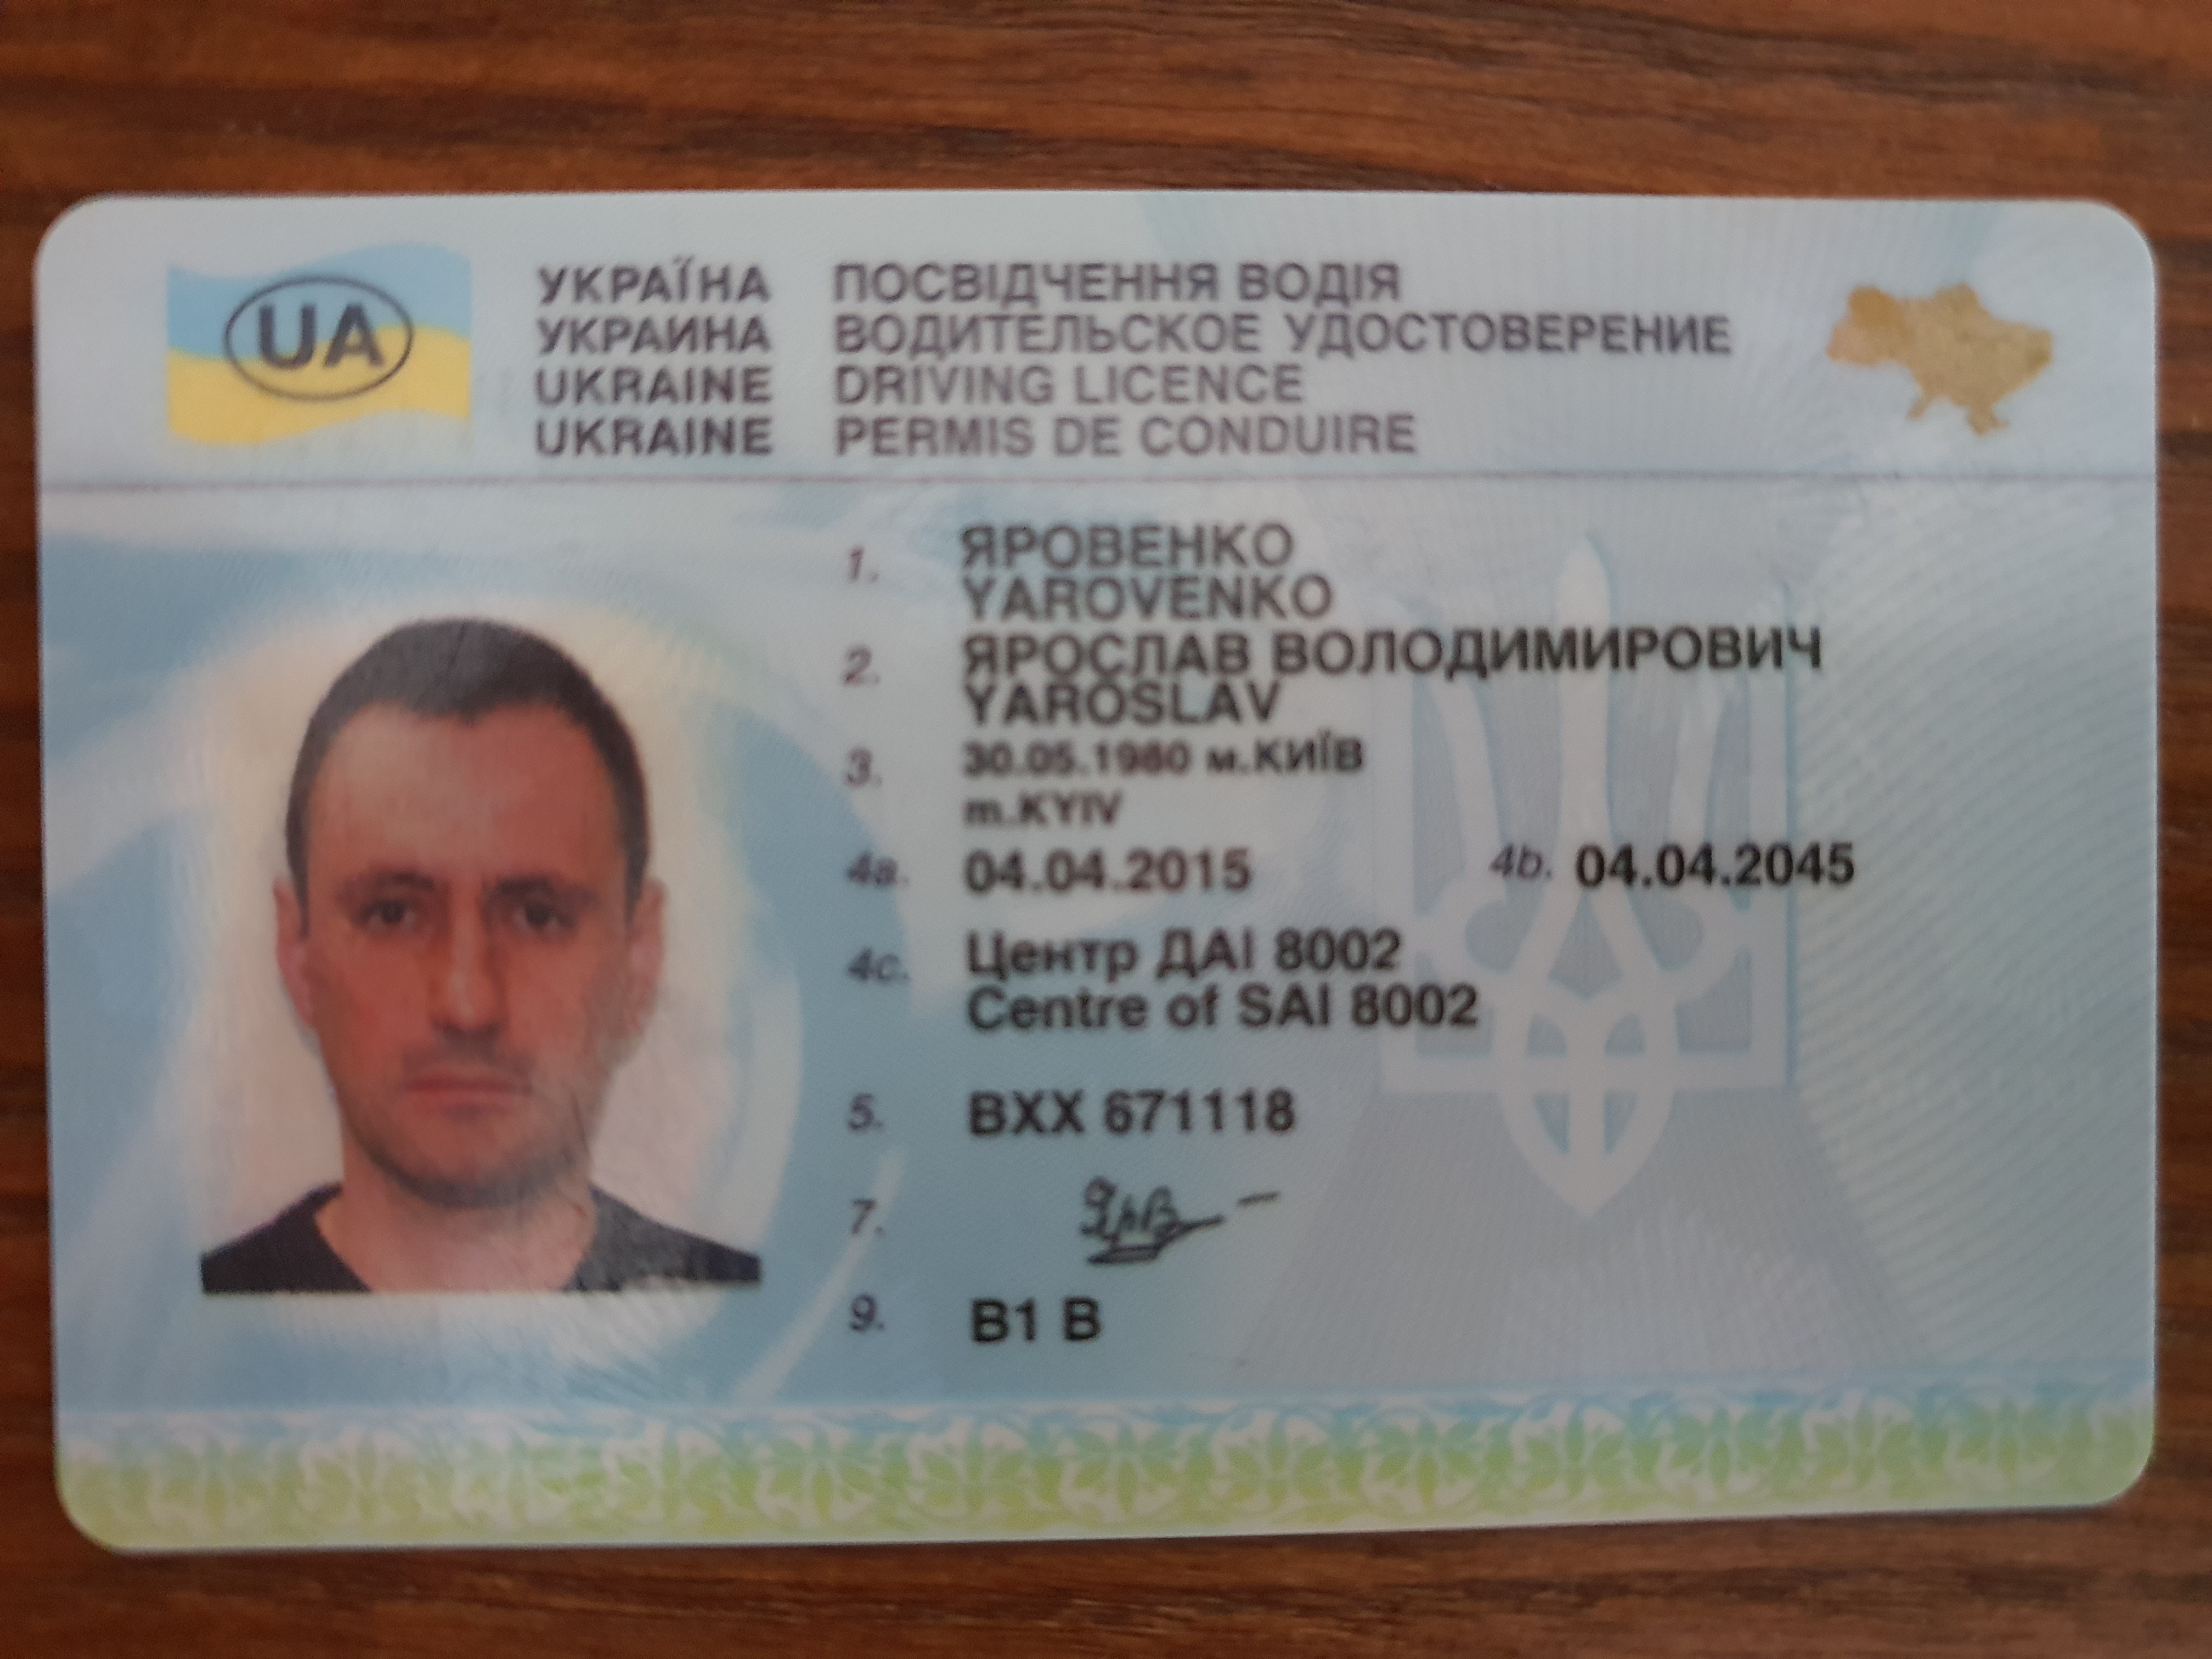 UA
УКРАЇНА ПОСВІДЧЕННЯ ВОДІЯ
УКРАИНА ВОДИТЕЛЬСКОЕ УДОСТОВЕРЕНИЕ
UKRAINE DRIVING LICENCE
UKRAINE PERMIS DE CONDUIRE
1. ЯРОВЕНКО
YAROVENKO
2. ЯРОСЛАВ ВОЛОДИМИРОВИЧ
YAROSLAV
3. 30.05.1980 м.КИЇВ
m.KYIV
4a. 04.04.2015 4b. 04.04.2045
4c. Центр ДАІ 8002
Centre of SAI 8002
5. BXX 671118
7.
9. B1 B